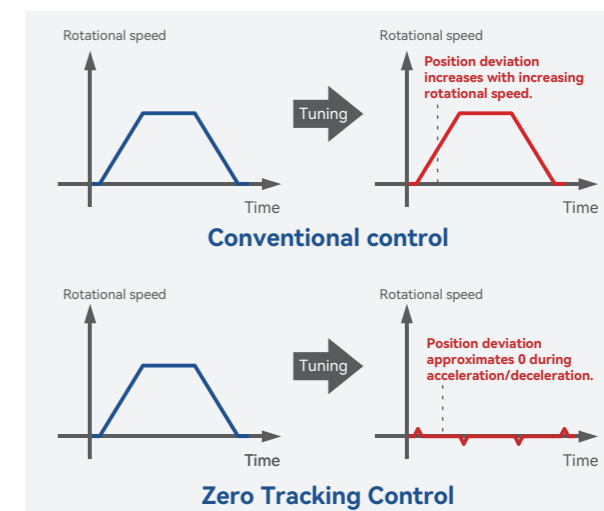 Rotational speed
Rotational speed
Position deviation
increases with increasing
rotational speed.
Tuning
Time
Time
Conventional control
Rotational speed
Rotational speed
Position deviation
approximates 0 during
acceleration/deceleration.
Tuning
Time
Time
Zero Tracking Control